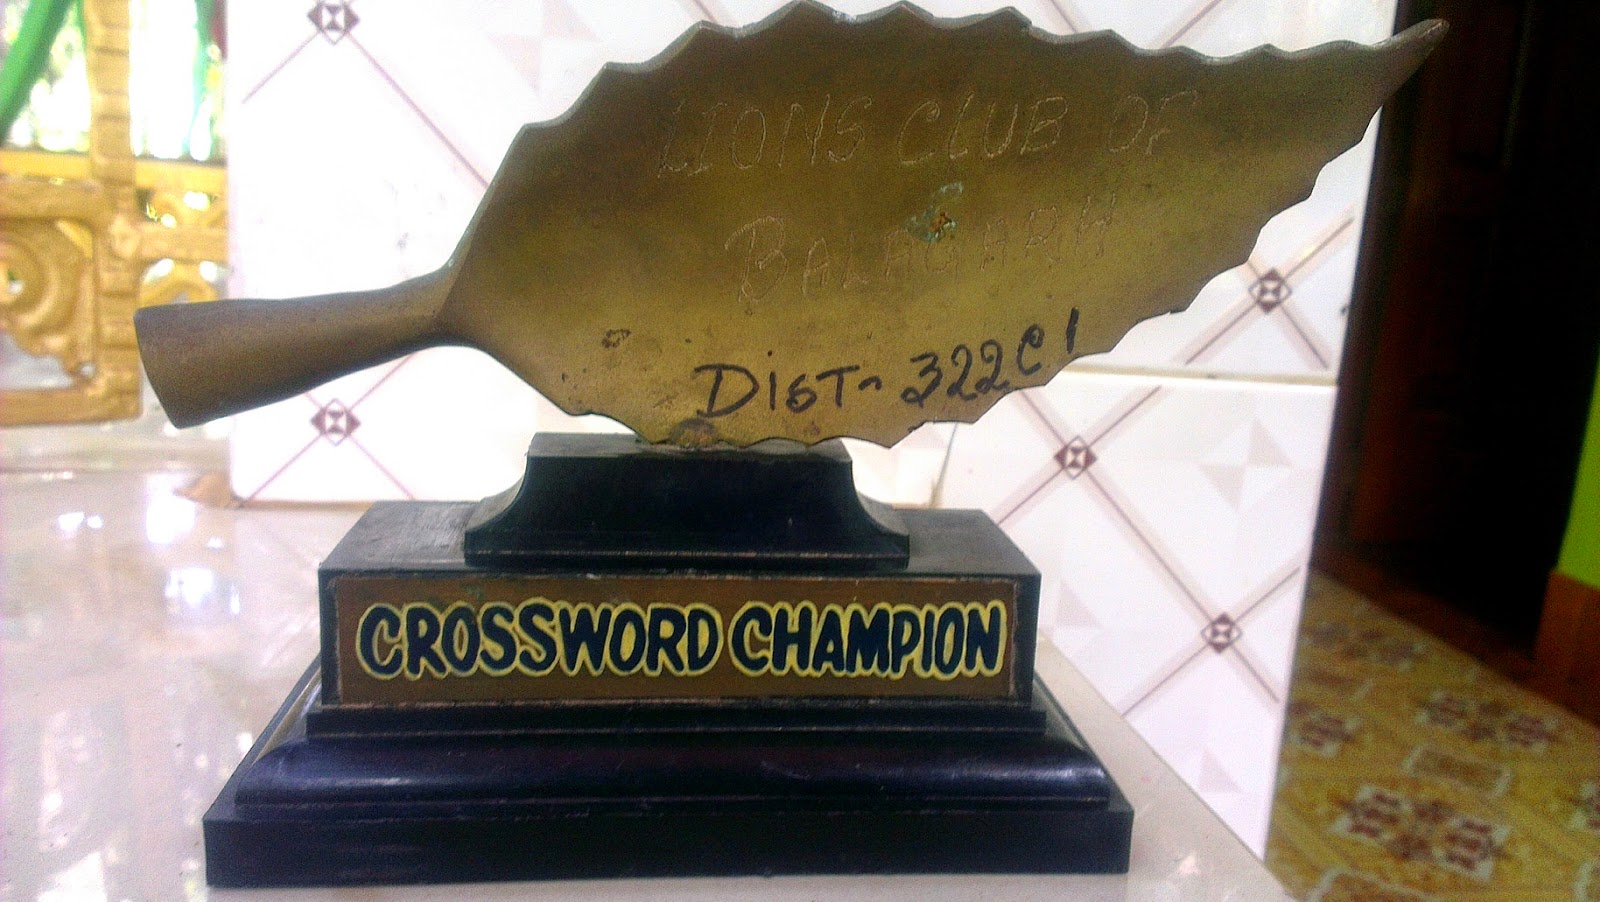 LIONS CLUB OF
BALAGARH
DIST- 322C1
CROSSWORD CHAMPION